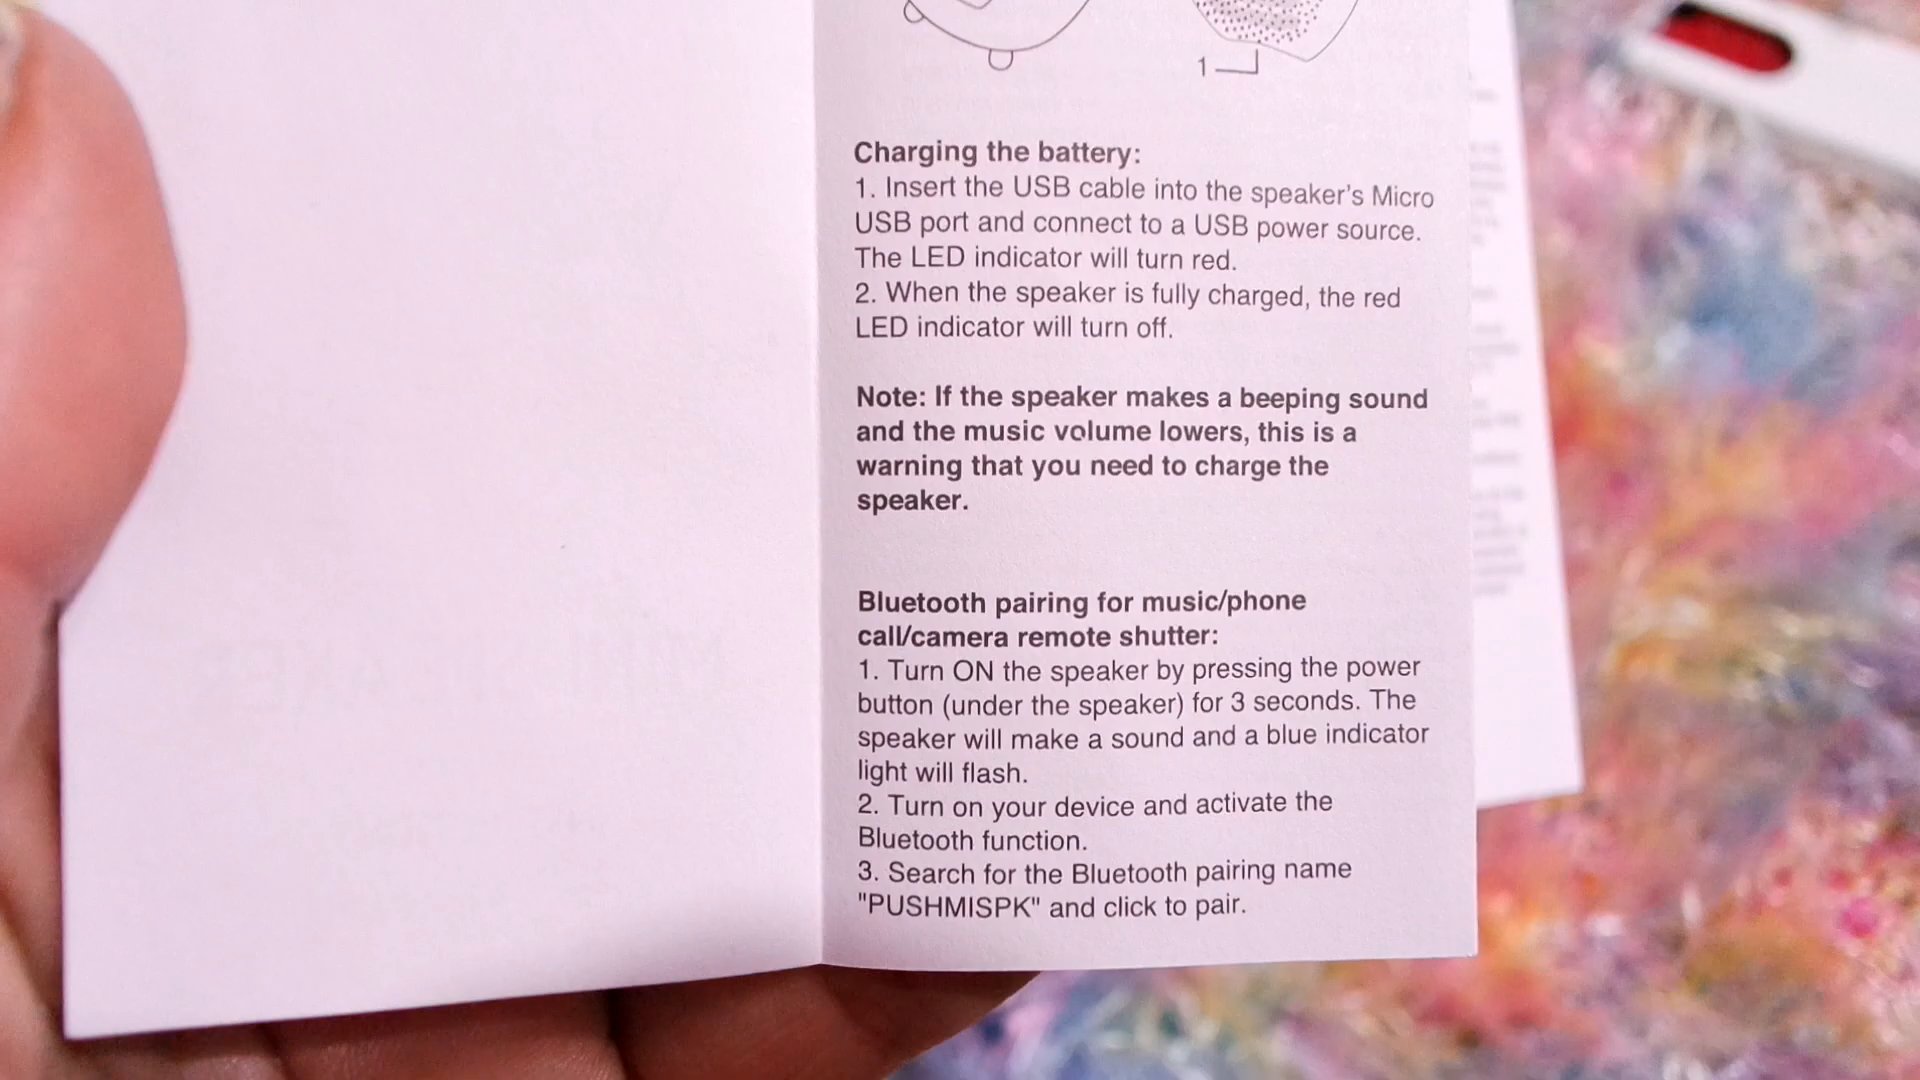 1
Charging the battery:
1. Insert the USB cable into the speaker's Micro
USB port and connect to a USB power source.
The LED indicator will turn red.
2. When the speaker is fully charged, the red
LED indicator will turn off.
Note: If the speaker makes a beeping sound
and the music volume lowers, this is a
warning that you need to charge the
speaker.
Bluetooth pairing for music/phone
call/camera remote shutter:
1. Turn ON the speaker by pressing the power
button (under the speaker) for 3 seconds. The
speaker will make a sound and a blue indicator
light will flash.
2. Turn on your device and activate the
Bluetooth function.
3. Search for the Bluetooth pairing name
"PUSHMISPK" and click to pair.